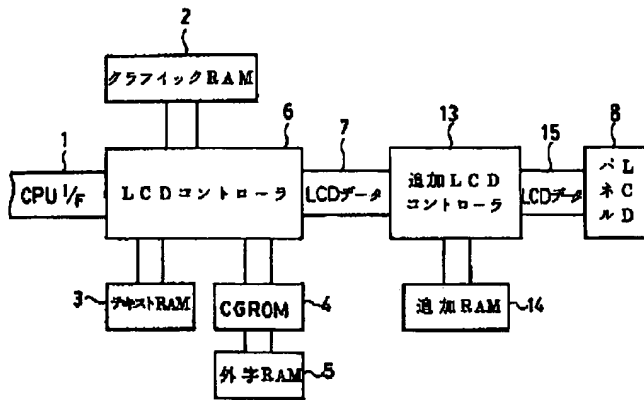 2
クラフイックRAM
1
6
7
13
15
8
CPU I/F
LCDコントローラ
LCDデータ
追加LCD
コントローラ
LCDデータ
LCD
パネル
3
テキストRAM
CGROM
4
追加RAM
14
外字RAM
5